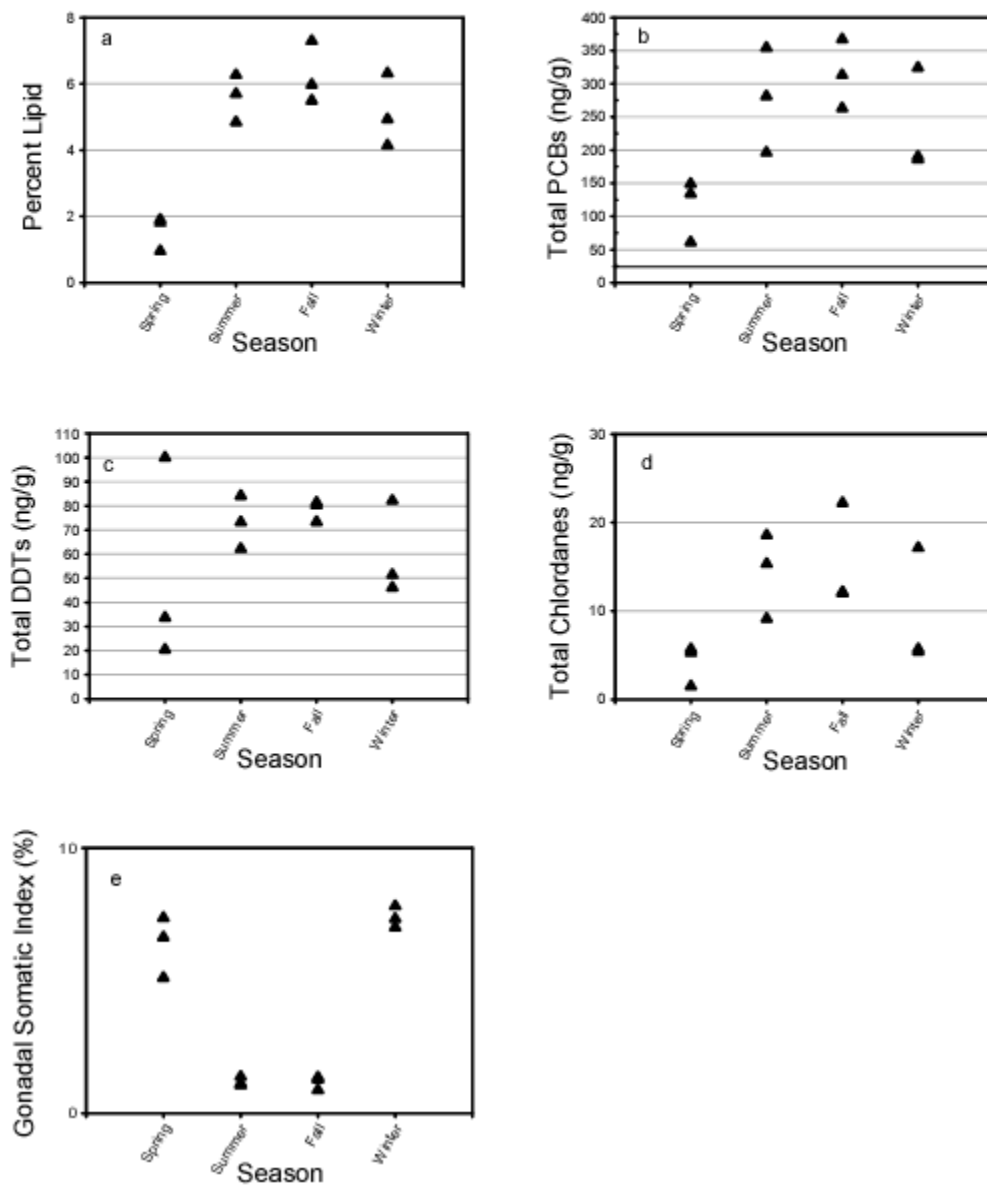 a
Percent Lipid
8
6
4
2
0
Spring
Summer
Fall
Winter
Season
b
Total PCBs (ng/g)
400
350
300
250
200
150
100
50
0
Spring
Summer
Fall
Winter
Season
c
Total DDTs (ng/g)
110
100
90
80
70
60
50
40
30
20
10
0
Spring
Summer
Fall
Winter
Season
d
Total Chlordanes (ng/g)
30
20
10
0
Spring
Summer
Fall
Winter
Season
e
Gonadal Somatic Index (%)
10
0
Spring
Summer
Fall
Winter
Season